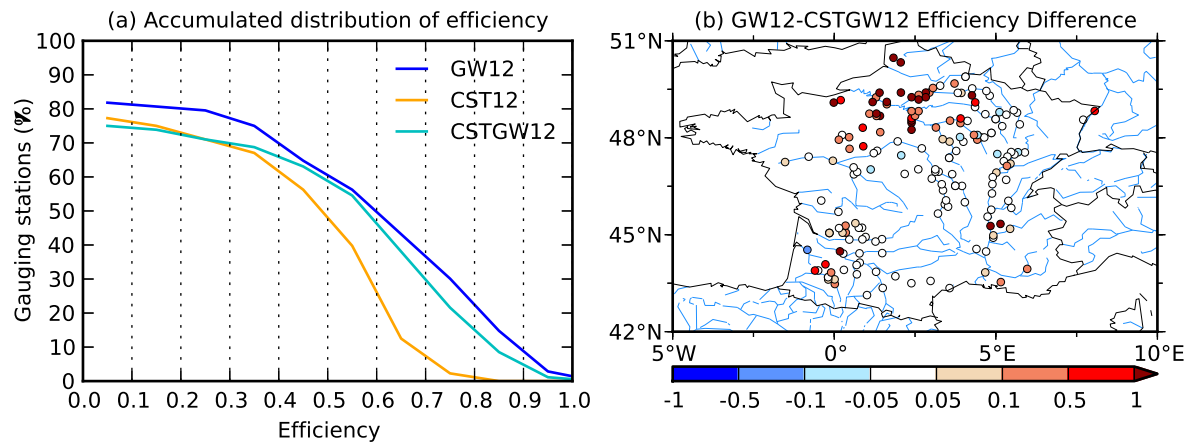 (a) Accumulated distribution of efficiency
100
90
80
70
60
50
40
30
20
10
0
Gauging stations (%)
GW12
CST12
CSTGW12
0.0 0.1 0.2 0.3 0.4 0.5 0.6 0.7 0.8 0.9 1.0
Efficiency
(b) GW12-CSTGW12 Efficiency Difference
51°N
48°N
45°N
42°N
5°W 0° 5°E 10°E
-1 -0.5 -0.1 -0.05 0.05 0.1 0.5 1